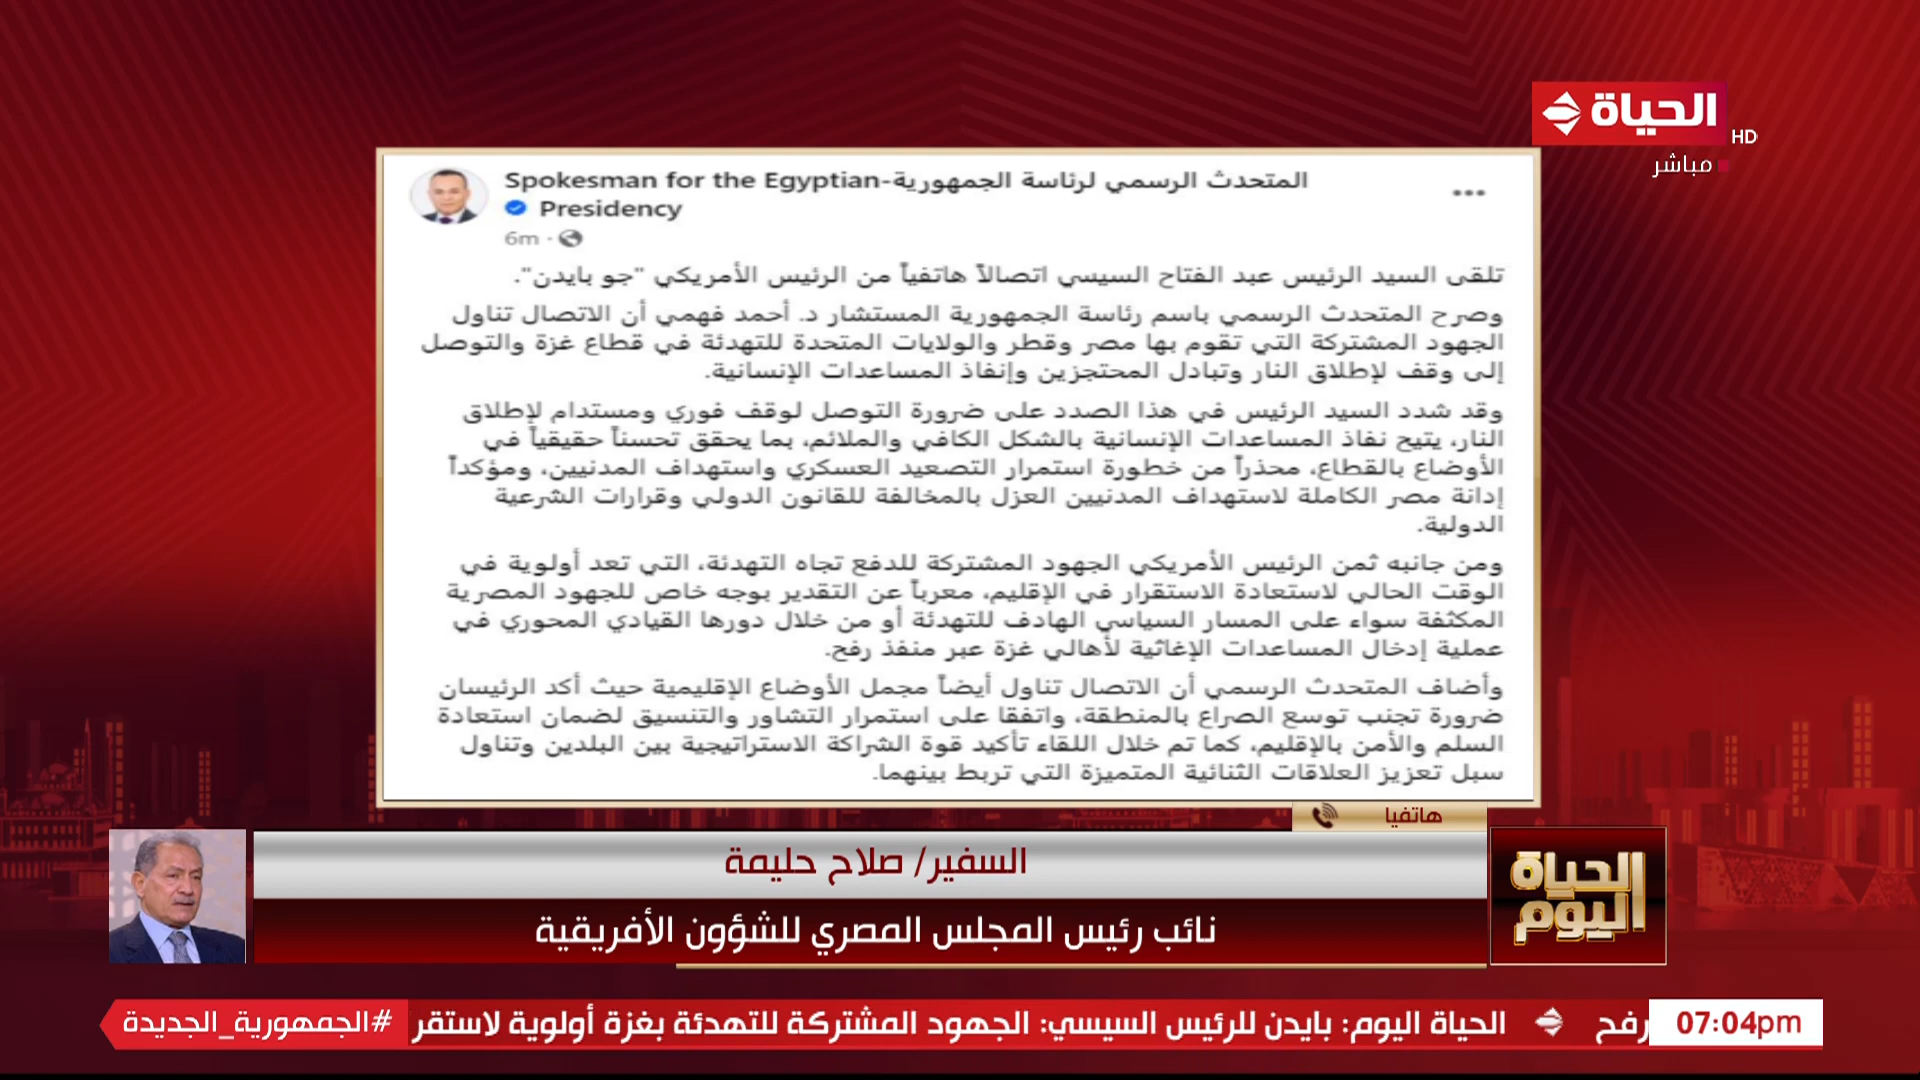 الحياة
HD
مباشر
المتحدث الرسمي لرئاسة الجمهورية-Spokesman for the Egyptian
Presidency
6m ·
تلقى السيد الرئيس عبد الفتاح السيسي اتصالاً هاتفياً من الرئيس الأمريكي "جو بايدن".
وصرح المتحدث الرسمي باسم رئاسة الجمهورية المستشار د. أحمد فهمي أن الاتصال تناول
الجهود المشتركة التي تقوم بها مصر وقطر والولايات المتحدة للتهدئة في قطاع غزة والتوصل
إلى وقف لإطلاق النار وتبادل المحتجزين وإنفاذ المساعدات الإنسانية.
وقد شدد السيد الرئيس في هذا الصدد على ضرورة التوصل لوقف فوري ومستدام لإطلاق
النار، يتيح نفاذ المساعدات الإنسانية بالشكل الكافي والملائم، بما يحقق تحسناً حقيقياً في
الأوضاع بالقطاع، محذراً من خطورة استمرار التصعيد العسكري واستهداف المدنيين، ومؤكداً
إدانة مصر الكاملة لاستهداف المدنيين العزل بالمخالفة للقانون الدولي وقرارات الشرعية
الدولية.
ومن جانبه ثمن الرئيس الأمريكي الجهود المشتركة للدفع تجاه التهدئة، التي تعد أولوية في
الوقت الحالي لاستعادة الاستقرار في الإقليم، معرباً عن التقدير بوجه خاص للجهود المصرية
المكثفة سواء على المسار السياسي الهادف للتهدئة أو من خلال دورها القيادي المحوري في
عملية إدخال المساعدات الإغاثية لأهالي غزة عبر منفذ رفح.
وأضاف المتحدث الرسمي أن الاتصال تناول أيضاً مجمل الأوضاع الإقليمية حيث أكد الرئيسان
ضرورة تجنب توسع الصراع بالمنطقة، واتفقا على استمرار التشاور والتنسيق لضمان استعادة
السلم والأمن بالإقليم، كما تم خلال اللقاء تأكيد قوة الشراكة الاستراتيجية بين البلدين وتناول
سبل تعزيز العلاقات الثنائية المتميزة التي تربط بينهما.
هاتفيا
السفير/ صلاح حليمة
نائب رئيس المجلس المصري للشؤون الأفريقية
الحياة
اليوم
07:04pm
رفح
الحياة اليوم: بايدن للرئيس السيسي: الجهود المشتركة للتهدئة بغزة أولوية لاستقر
#الجمهورية_الجديدة